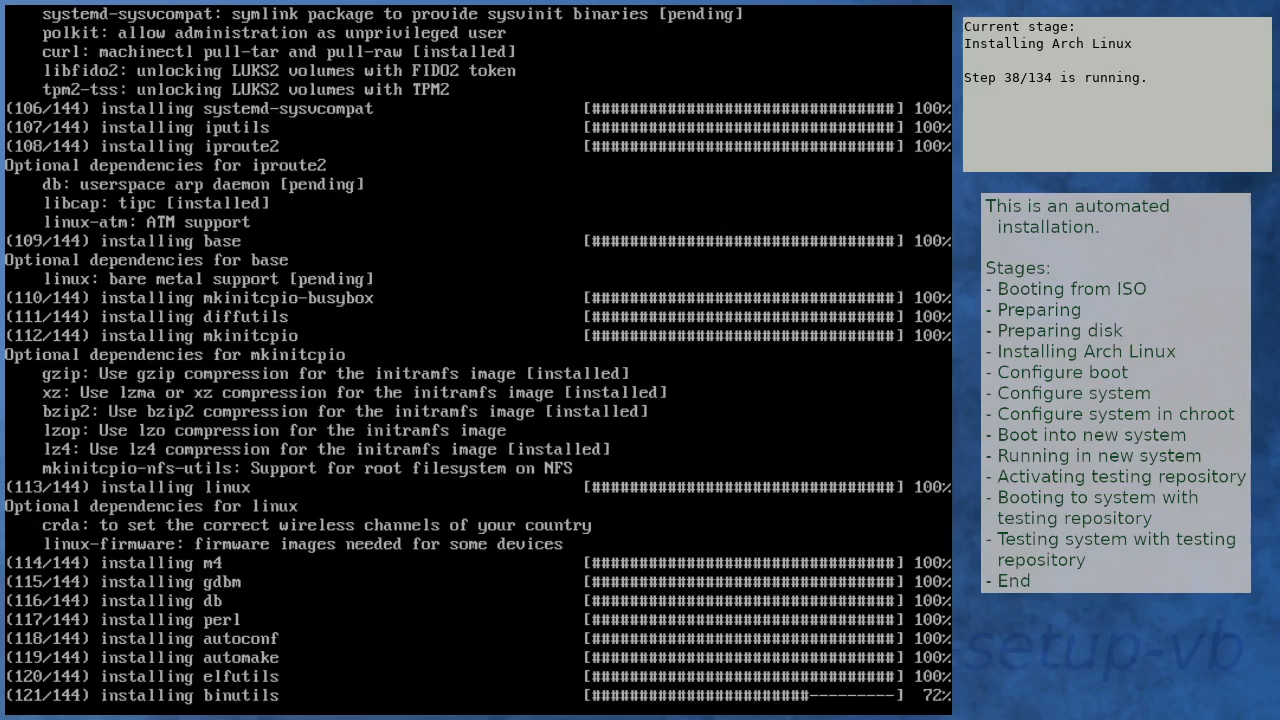 systemd-sysvcompat: symlink package to provide sysvinit binaries [pending]
polkit: allow administration as unprivileged user
curl: machinectl pull-tar and pull-raw [installed]
libfido2: unlocking LUKS2 volumes with FIDO2 token
tpm2-tss: unlocking LUKS2 volumes with TPM2
(106/144) installing systemd-sysvcompat [################################] 100%
(107/144) installing iputils [################################] 100%
(108/144) installing iproute2 [################################] 100%
Optional dependencies for iproute2
db: userspace arp daemon [pending]
libcap: tipc [installed]
linux-atm: ATM support
(109/144) installing base [################################] 100%
Optional dependencies for base
linux: bare metal support [pending]
(110/144) installing mkinitcpio-busybox [################################] 100%
(111/144) installing diffutils [################################] 100%
(112/144) installing mkinitcpio [################################] 100%
Optional dependencies for mkinitcpio
gzip: Use gzip compression for the initramfs image [installed]
xz: Use lzma or xz compression for the initramfs image [installed]
bzip2: Use bzip2 compression for the initramfs image [installed]
lzop: Use lzo compression for the initramfs image
lz4: Use lz4 compression for the initramfs image [installed]
mkinitcpio-nfs-utils: Support for root filesystem on NFS
(113/144) installing linux [################################] 100%
Optional dependencies for linux
crda: to set the correct wireless channels of your country
linux-firmware: firmware images needed for some devices
(114/144) installing m4 [################################] 100%
(115/144) installing gdbm [################################] 100%
(116/144) installing db [################################] 100%
(117/144) installing perl [################################] 100%
(118/144) installing autoconf [################################] 100%
(119/144) installing automake [################################] 100%
(120/144) installing elfutils [################################] 100%
(121/144) installing binutils [#######################---------] 72%
Current stage:
Installing Arch Linux
Step 38/134 is running.
This is an automated
installation.
Stages:
- Booting from ISO
- Preparing
- Preparing disk
- Installing Arch Linux
- Configure boot
- Configure system
- Configure system in chroot
- Boot into new system
- Running in new system
- Activating testing repository
- Booting to system with
testing repository
- Testing system with testing
repository
- End
setup-vb